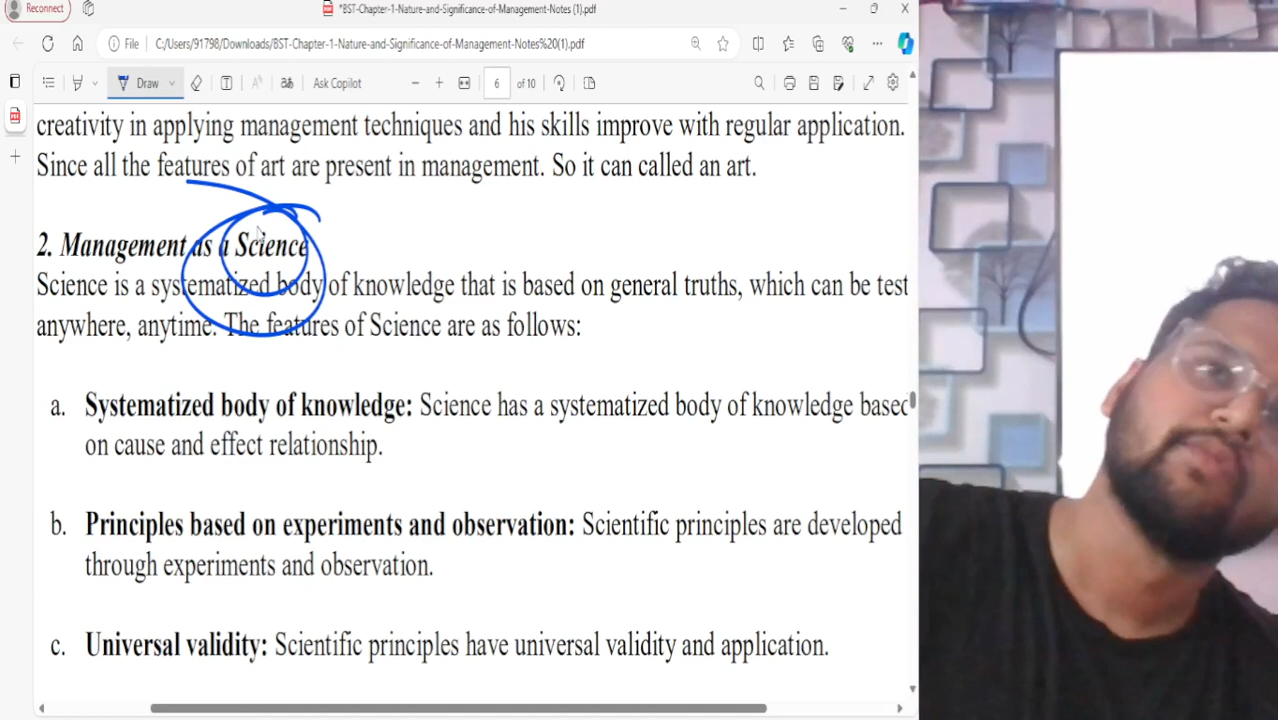 Reconnect
*BST-Chapter-1-Nature-and-Significance-of-Management-Notes (1).pdf
File C:/Users/91798/Downloads/BST-Chapter-1-Nature-and-Significance-of-Management-Notes%20(1).pdf
Draw Ask Copilot 6 of 10
creativity in applying management techniques and his skills improve with regular application.
Since all the features of art are present in management. So it can called an art.
2. Management as a Science
Science is a systematized body of knowledge that is based on general truths, which can be test
anywhere, anytime. The features of Science are as follows:
a. Systematized body of knowledge: Science has a systematized body of knowledge based
on cause and effect relationship.
b. Principles based on experiments and observation: Scientific principles are developed
through experiments and observation.
c. Universal validity: Scientific principles have universal validity and application.